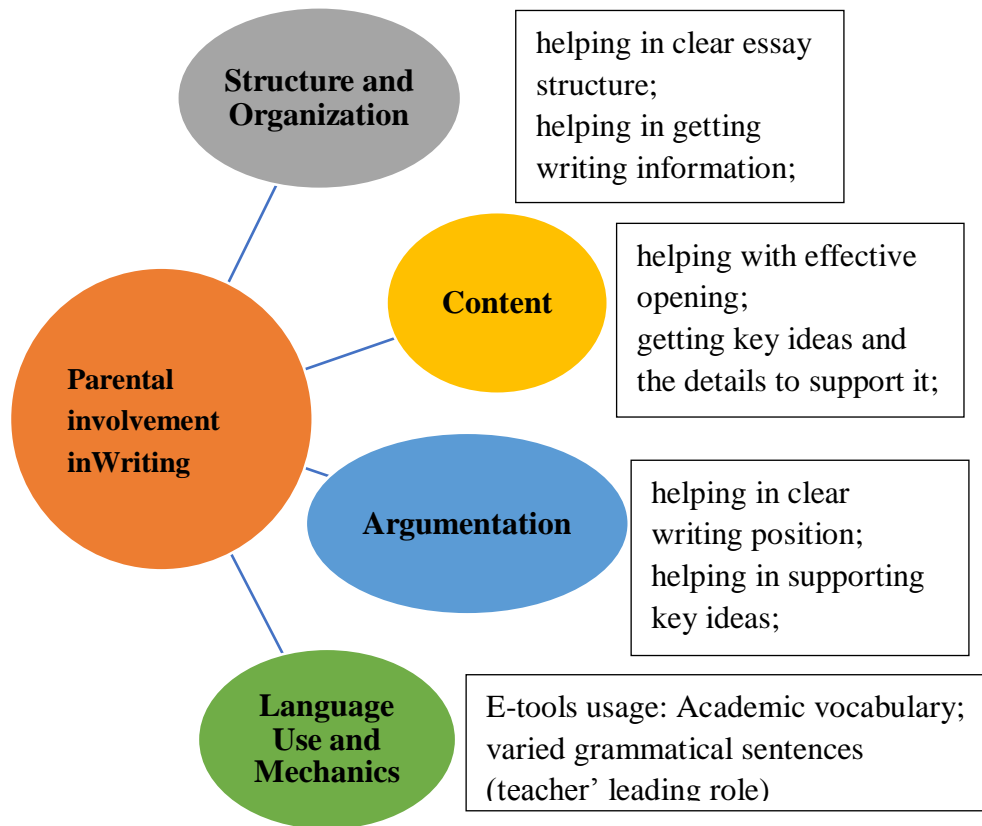 Structure and
Organization
helping in clear essay
structure;
helping in getting
writing information;
Content
helping with effective
opening;
getting key ideas and
the details to support it;
Parental
involvement
inWriting
Argumentation
helping in clear
writing position;
helping in supporting
key ideas;
Language
Use and
Mechanics
E-tools usage: Academic vocabulary;
varied grammatical sentences
(teacher’ leading role)